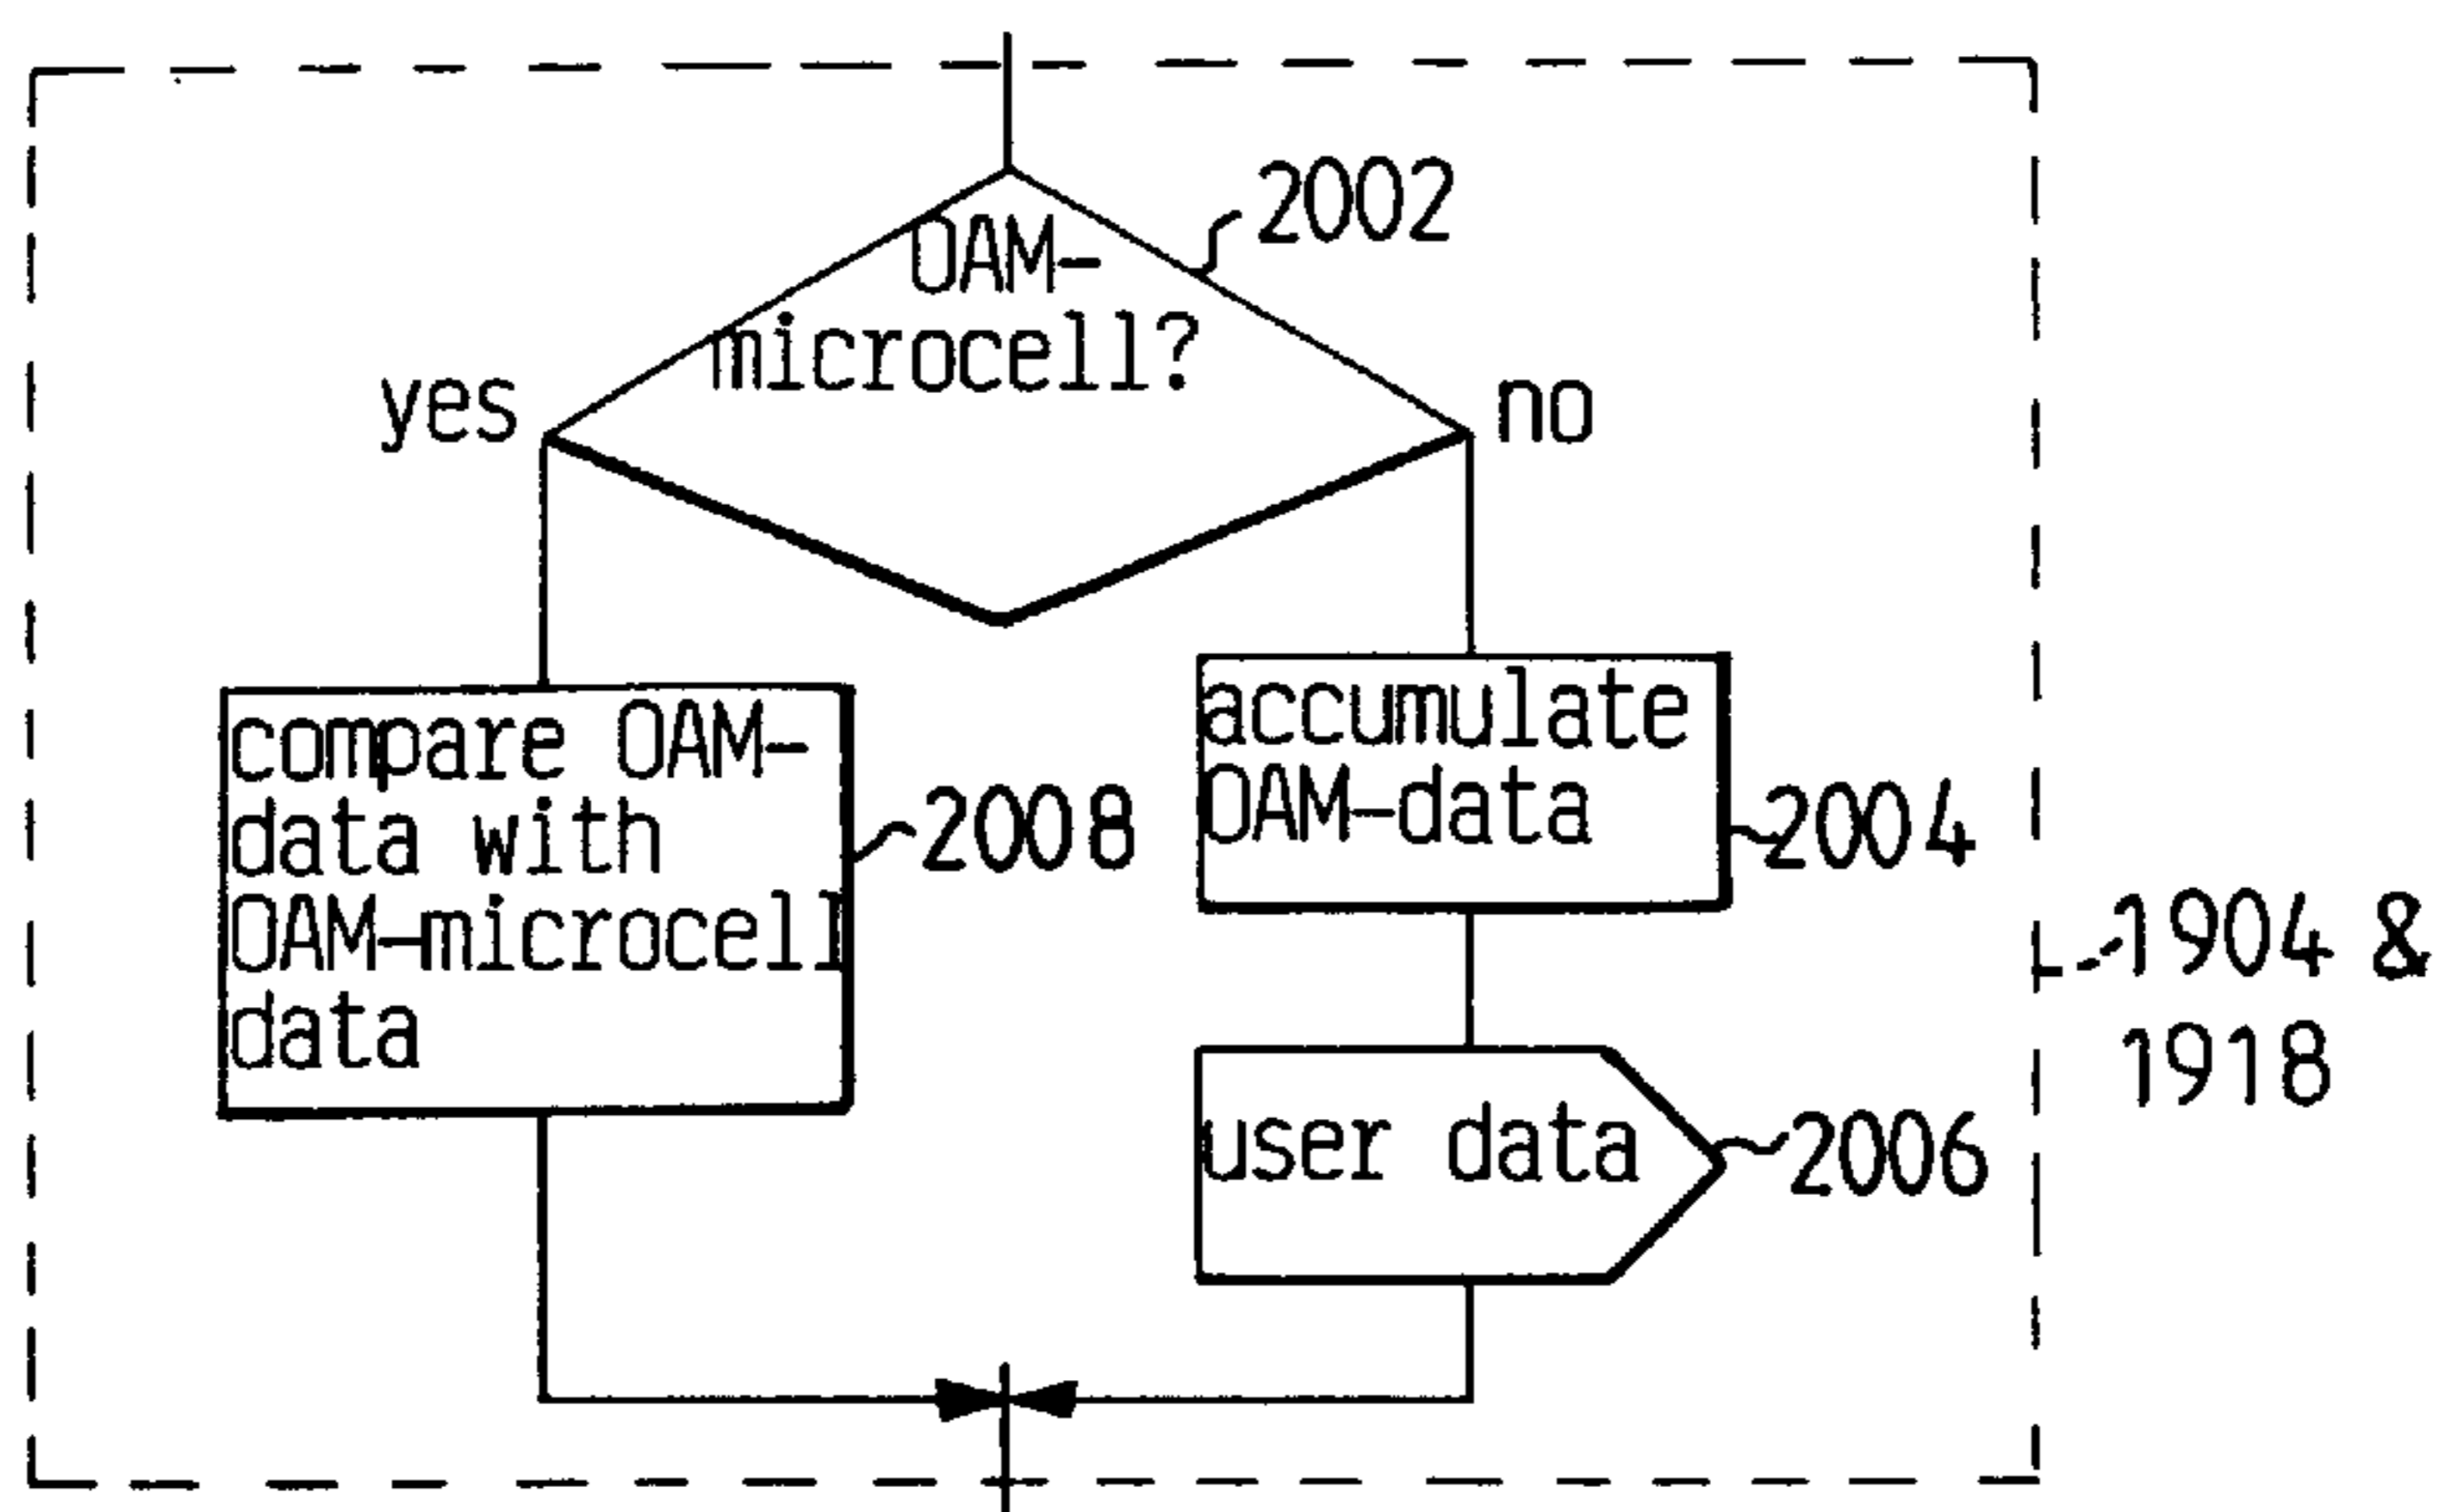 2002
OAM-
microcell?
yes
no
compare OAM-
data with
OAM-microcell
data
2008
accumulate
OAM-data
2004
1904 &
1918
user data
2006